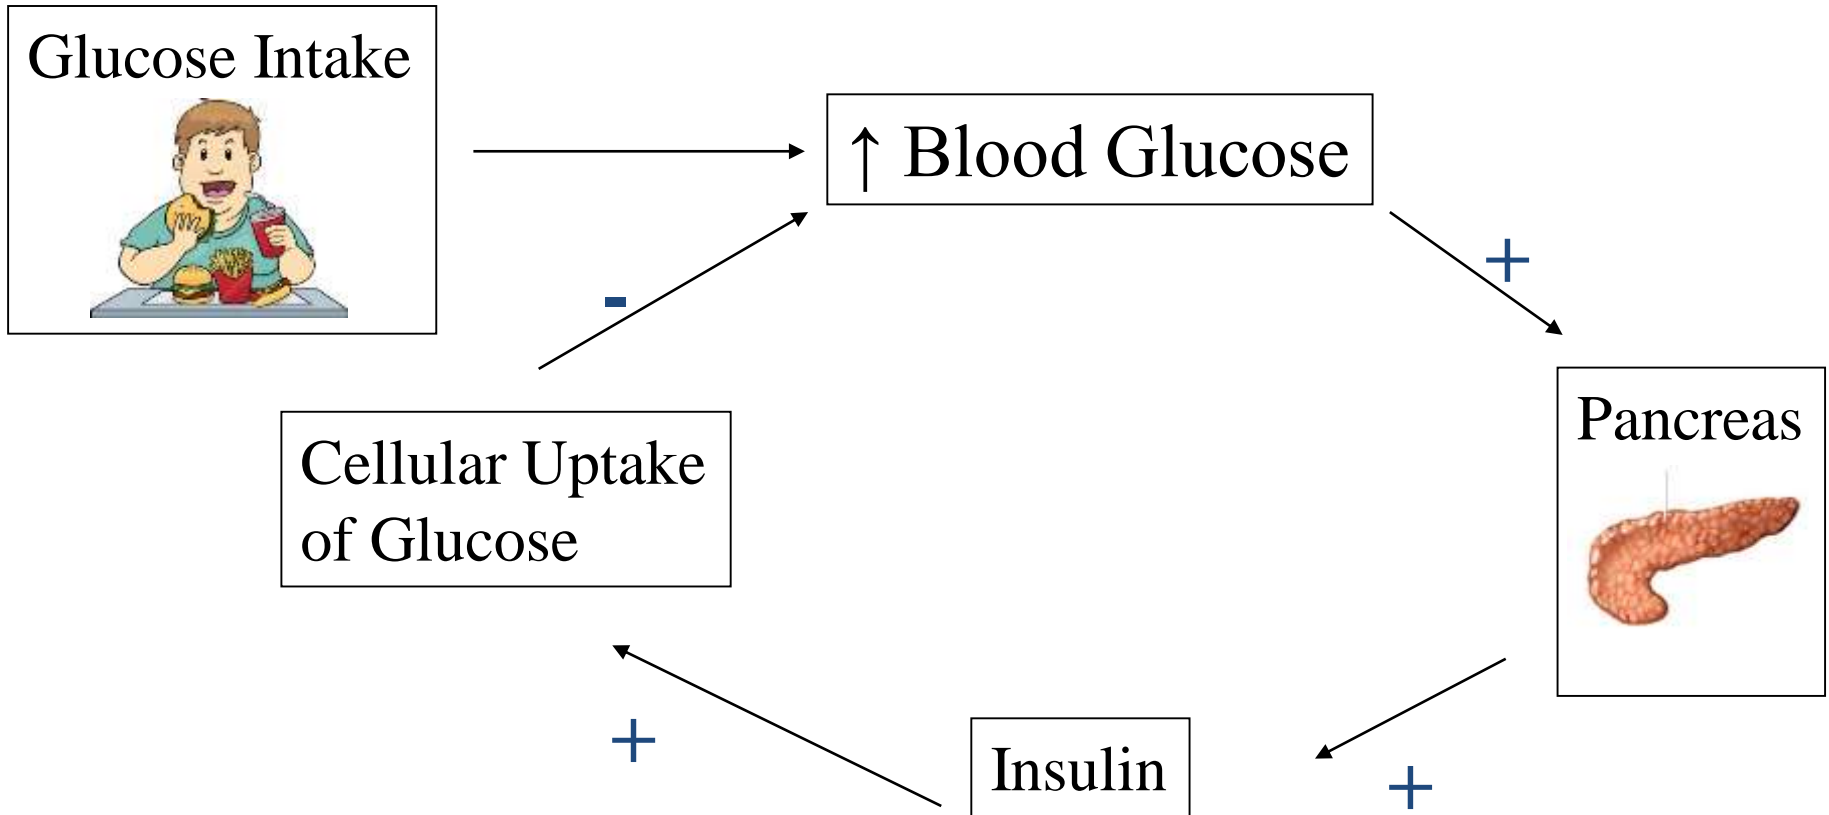 Glucose Intake
↑ Blood Glucose
+
-
Pancreas
Cellular Uptake
of Glucose
+
Insulin
+